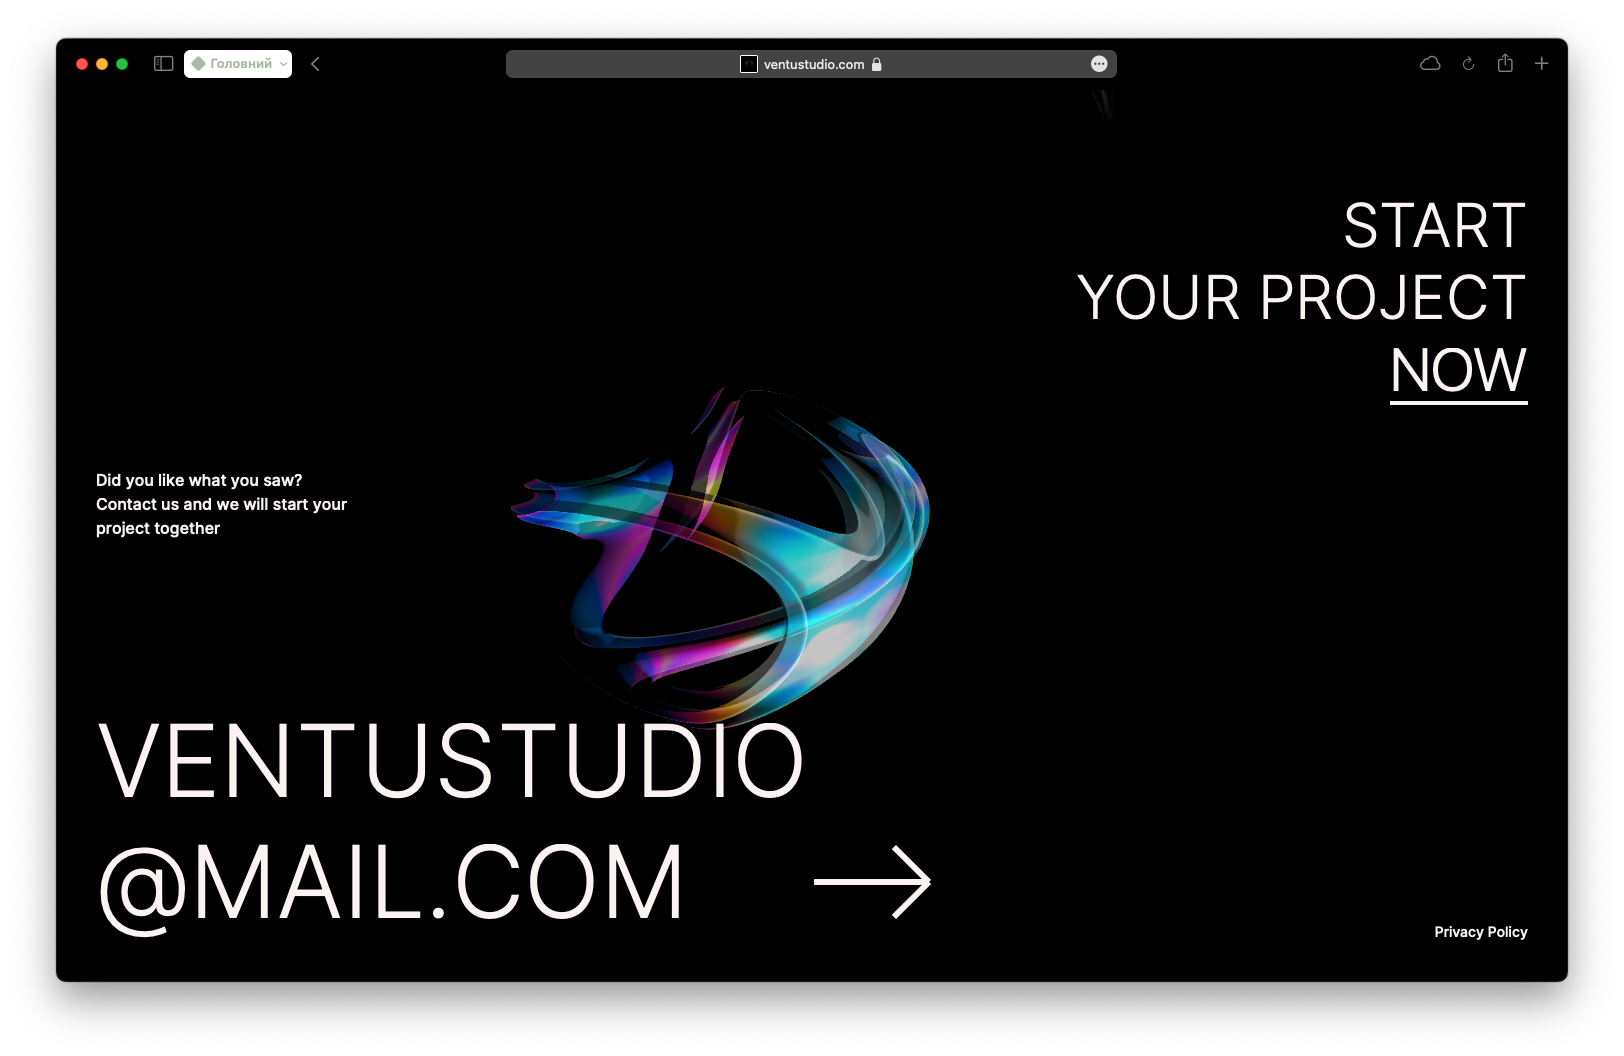 Головний
ventustudio.com
START
YOUR PROJECT
NOW
Did you like what you saw?
Contact us and we will start your
project together
VENTUSTUDIO
@MAIL.COM
Privacy Policy